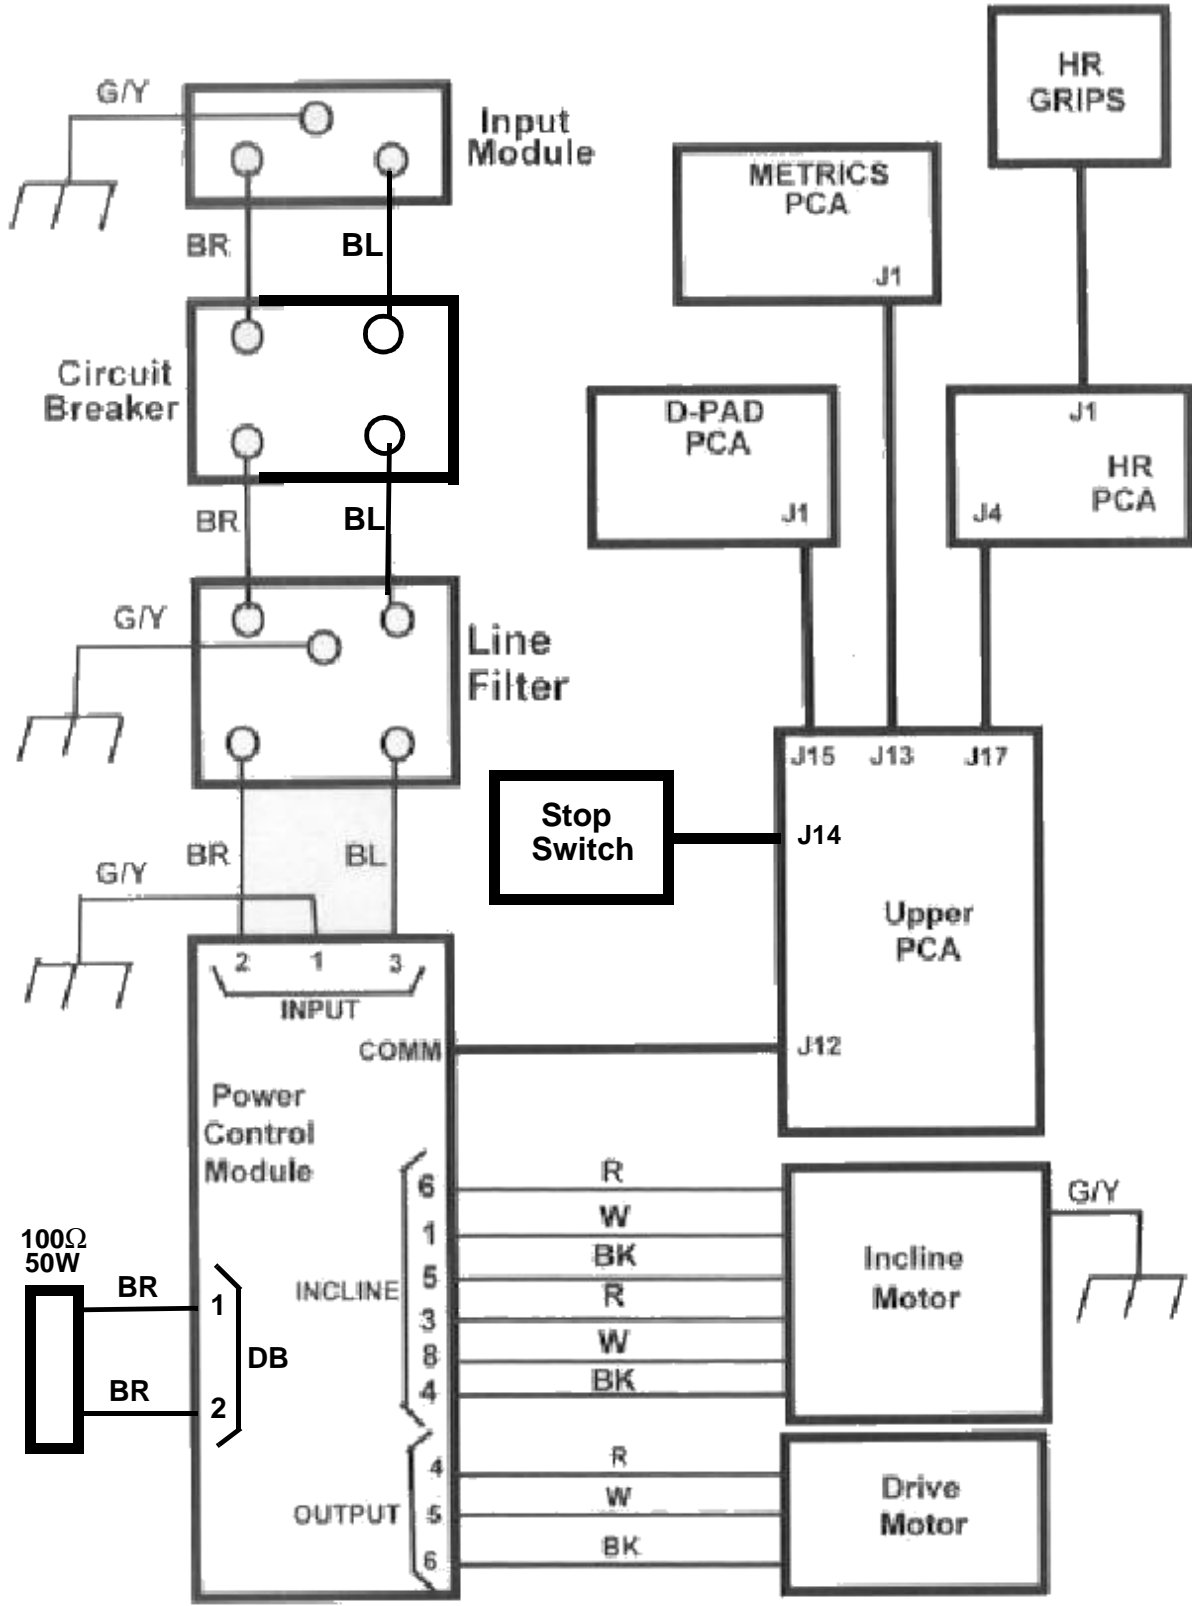 G/Y
Input
Module
BR
BL
Circuit
Breaker
BR
BL
G/Y
Line
Filter
BR
BL
G/Y
2 1 3
INPUT
COMM
Power
Control
Module
100Ω
50W
BR
1
DB
BR
2
INCLINE
6
1
5
3
8
4
R
W
BK
R
W
BK
OUTPUT
4
5
6
R
W
BK
HR
GRIPS
METRICS
PCA
J1
D-PAD
PCA
J1
J1
HR
PCA
J4
J15 J13 J17
Stop
Switch
J14
Upper
PCA
J12
Incline
Motor
G/Y
Drive
Motor